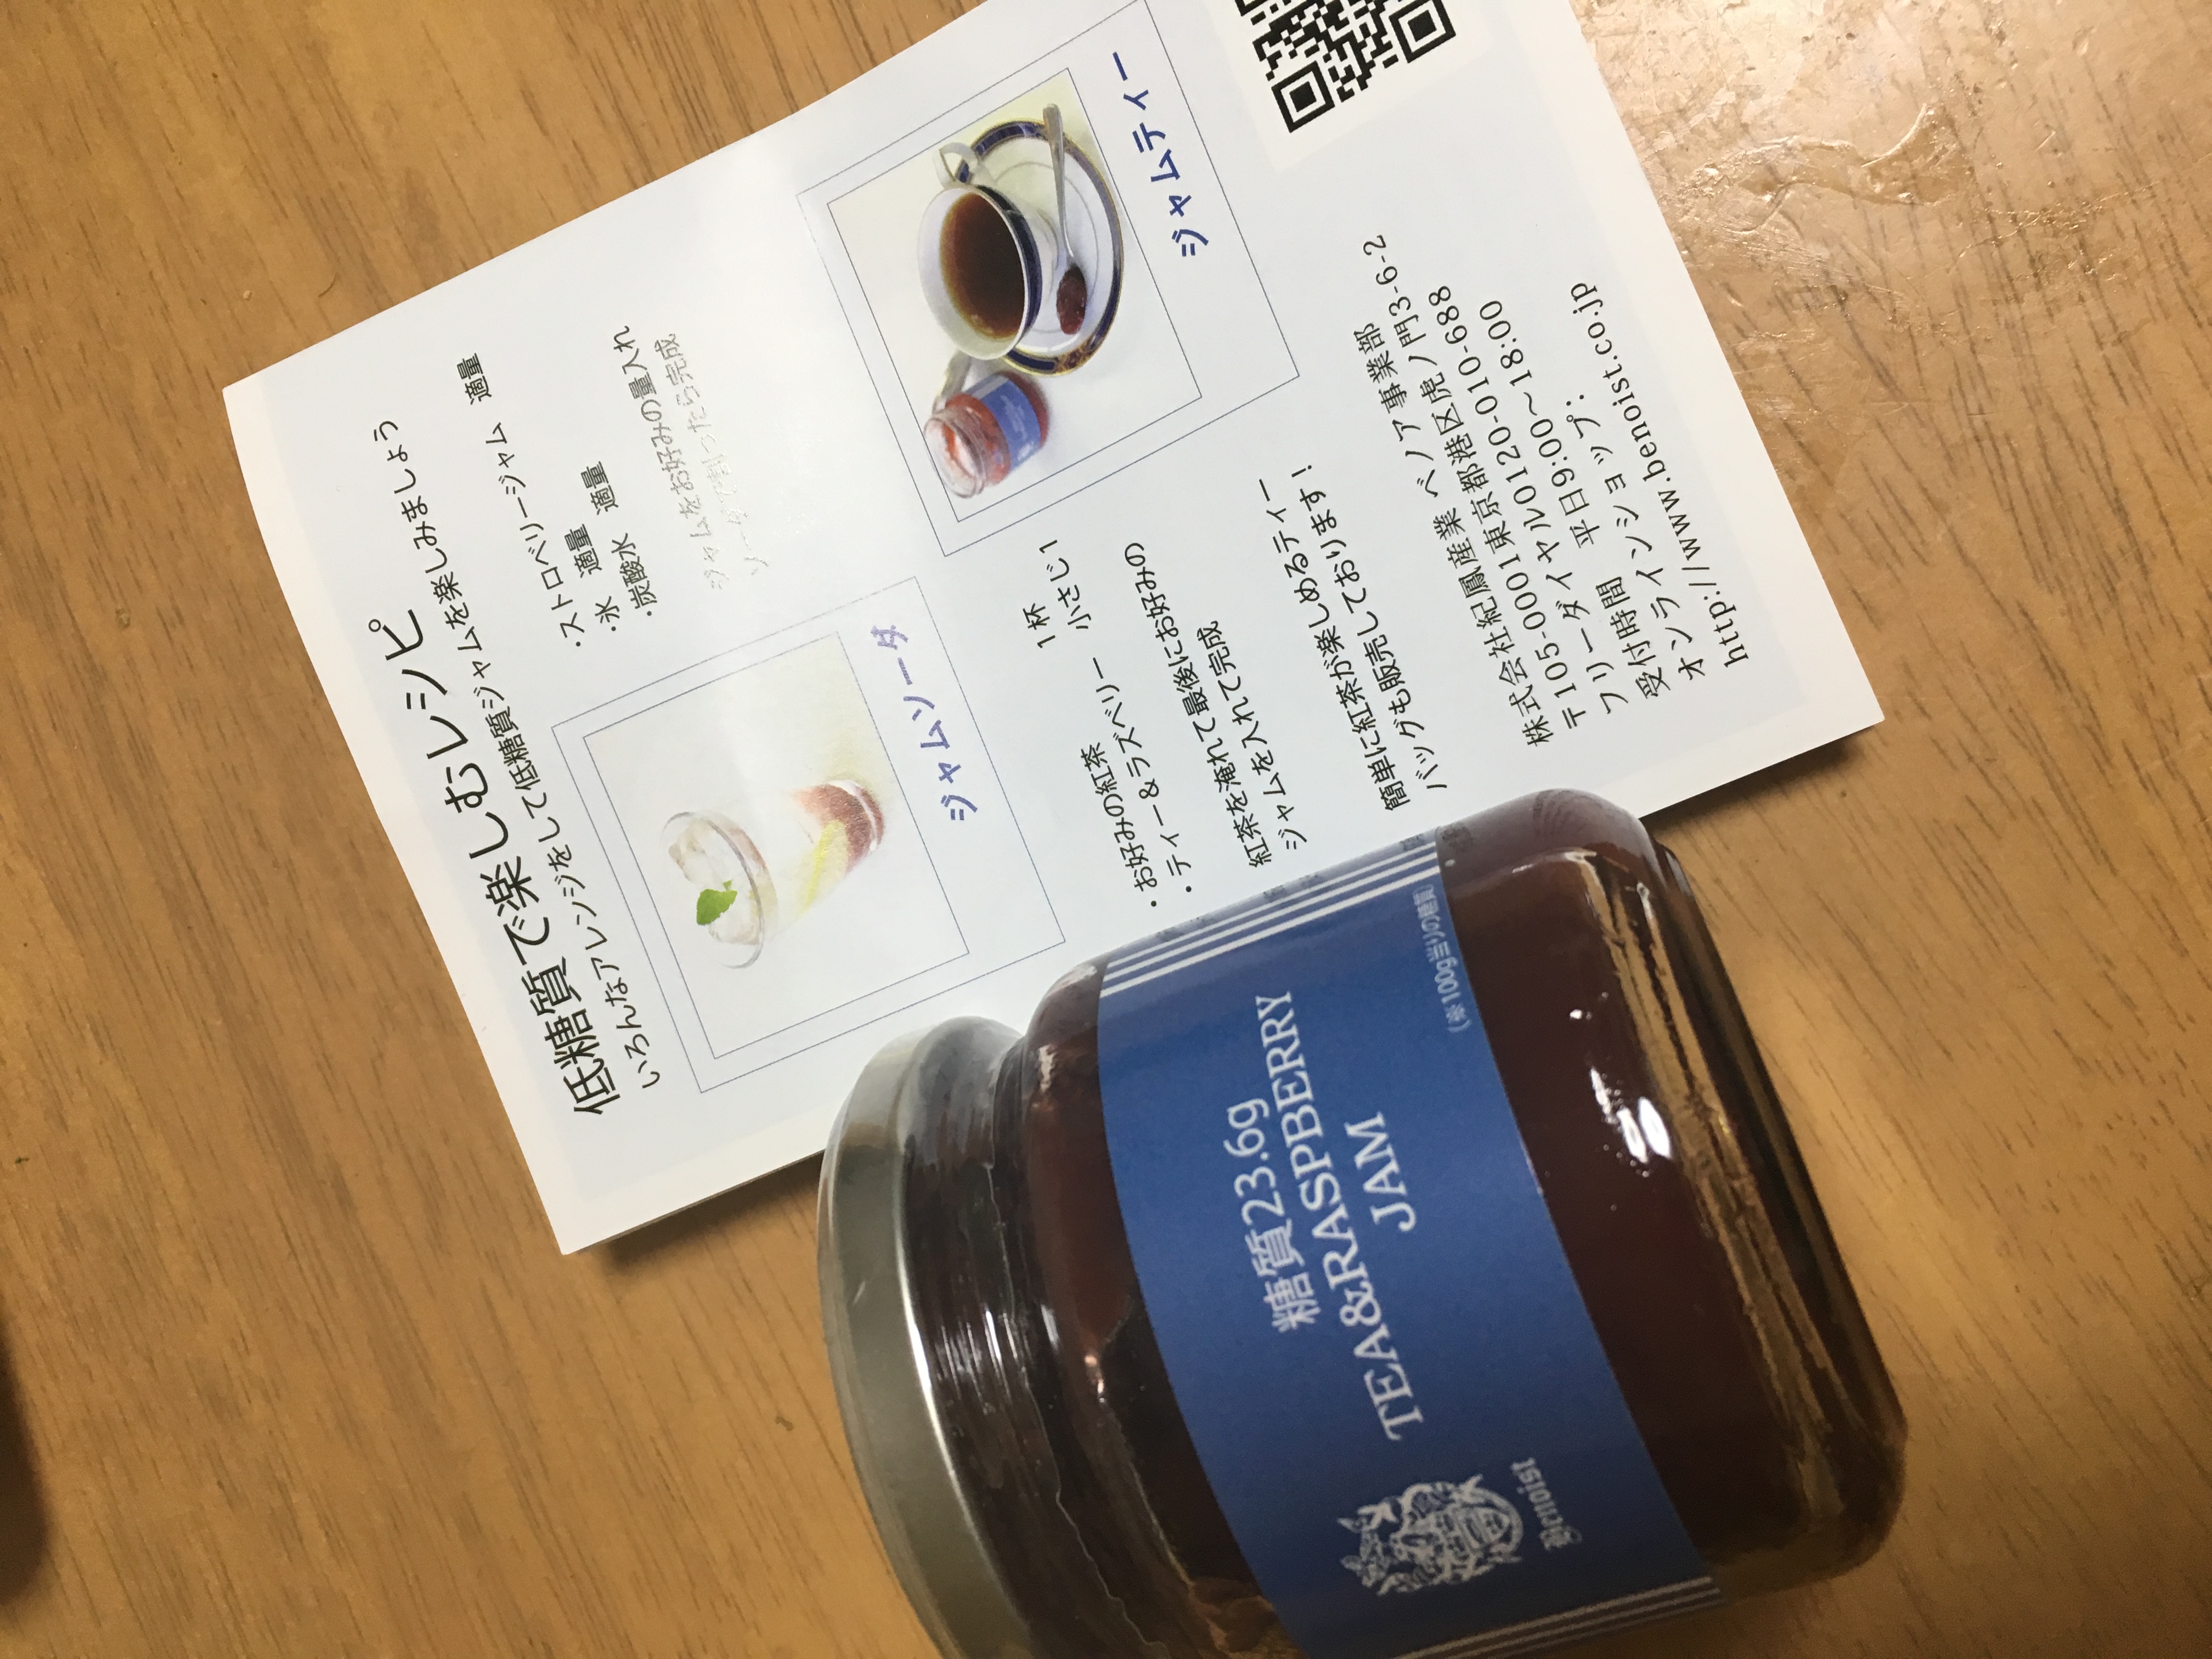 低糖質で楽しむレシピ
いろんなアレンジをして低糖質ジャムを楽しみましょう
・ストロベリージャム 適量
・氷 適量
・炭酸水 適量
ジャムをお好みの量入れ
ソーダで割ったら完成
ジャムソーダ
・お好みの紅茶 1杯
・ティー&ラズベリー 小さじ1
紅茶を淹れて最後にお好みの
ジャムを入れて完成
簡単に紅茶が楽しめるティー
バッグも販売しております!
ジャムティー
株式会社紀鳳産業 ベノア事業部
〒105-0001東京都港区虎ノ門3-6-2
フリーダイヤル0120-010-688
受付時間 平日9:00~18:00
オンラインショップ:
http://www.benoist.co.jp
糖質23.6g
TEA&RASPBERRY
JAM
(※100g当りの糖質)
Benoist